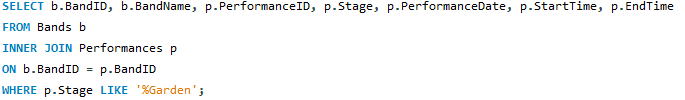 SELECT b.BandID, b.BandName, p.PerformanceID, p.Stage, p.PerformanceDate, p.StartTime, p.EndTime
FROM Bands b
INNER JOIN Performances p
ON b.BandID = p.BandID
WHERE p.Stage LIKE '%Garden';